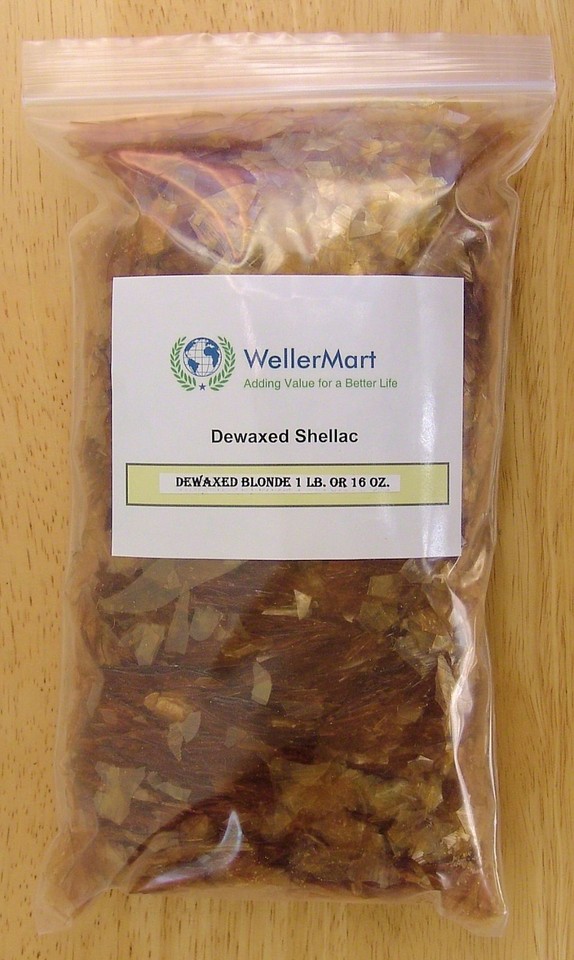 WellerMart
Adding Value for a Better Life
Dewaxed Shellac
DEWAXED BLONDE 1 LB. OR 16 OZ.